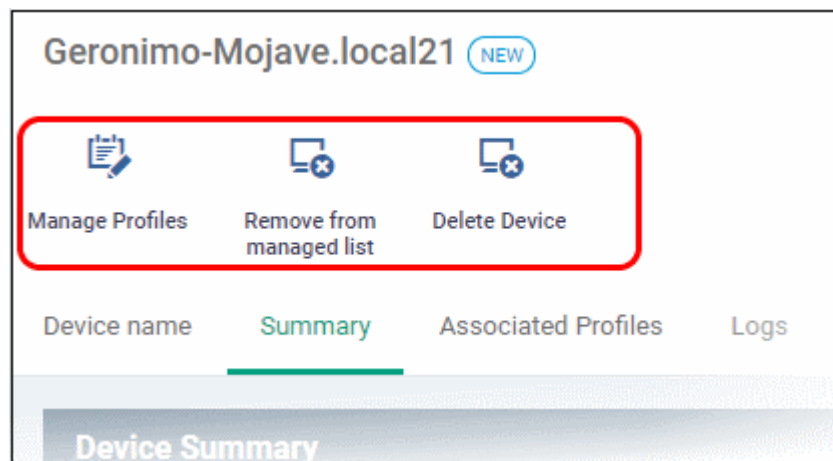 Geronimo-Mojave.local21 NEW
Manage Profiles
Remove from
managed list
Delete Device
Device name Summary Associated Profiles Logs
Device Summary